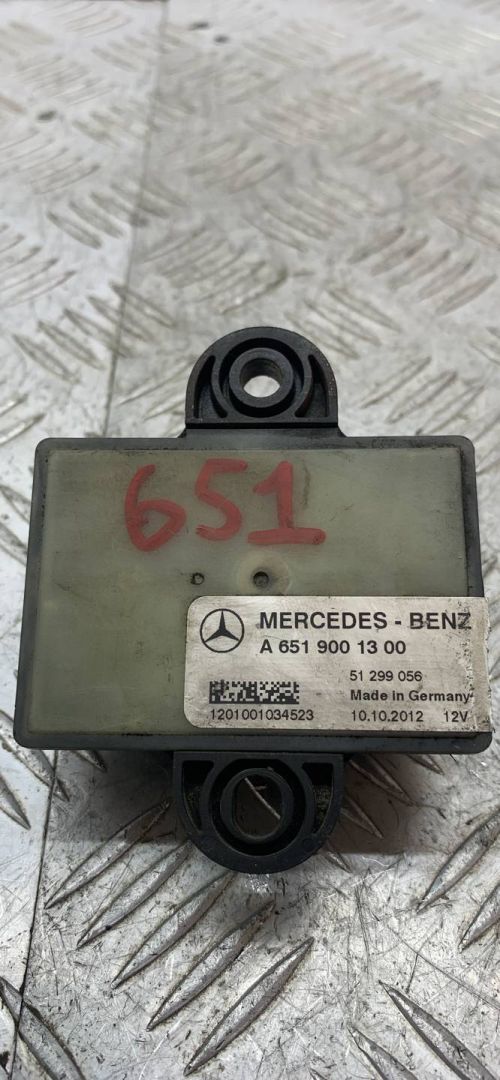 651
MERCEDES - BENZ
A 651 900 13 00
51 299 056
Made in Germany
1201001034523 10.10.2012 12V